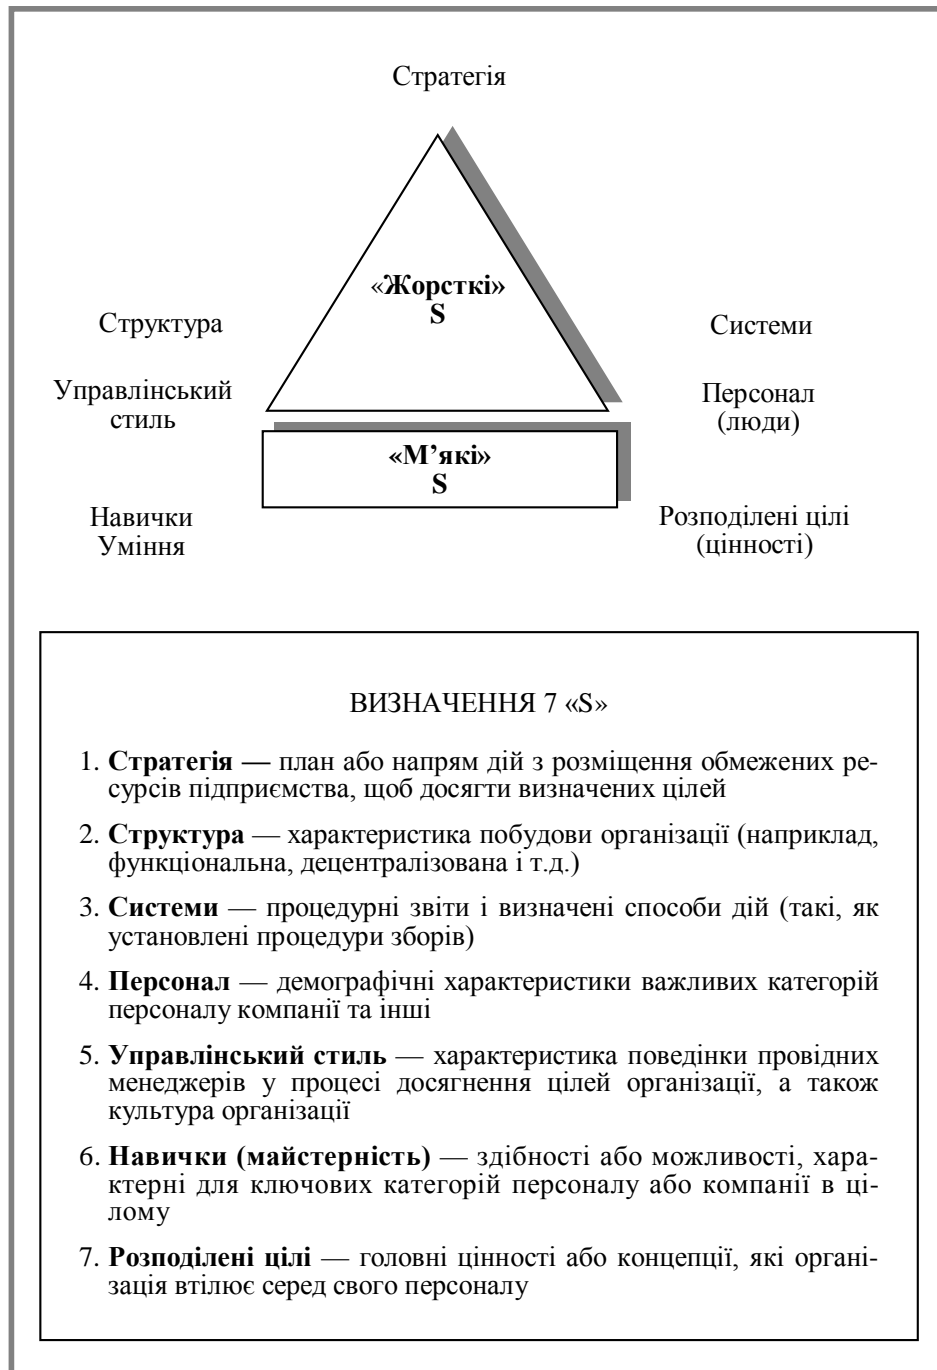 Стратегія
«Жорсткі»
S
Структура
Системи
Управлінський
стиль
Персонал
(люди)
«М’які»
S
Навички
Уміння
Розподілені цілі
(цінності)
ВИЗНАЧЕННЯ 7 «S»
1. Стратегія — план або напрям дій з розміщення обмежених ре-
сурсів підприємства, щоб досягти визначених цілей
2. Структура — характеристика побудови організації (наприклад,
функціональна, децентралізована і т.д.)
3. Системи — процедурні звіти і визначені способи дій (такі, як
установлені процедури зборів)
4. Персонал — демографічні характеристики важливих категорій
персоналу компанії та інші
5. Управлінський стиль — характеристика поведінки провідних
менеджерів у процесі досягнення цілей організації, а також
культура організації
6. Навички (майстерність) — здібності або можливості, хара-
ктерні для ключових категорій персоналу або компанії в ці-
лому
7. Розподілені цілі — головні цінності або концепції, які органі-
зація втілює серед свого персоналу